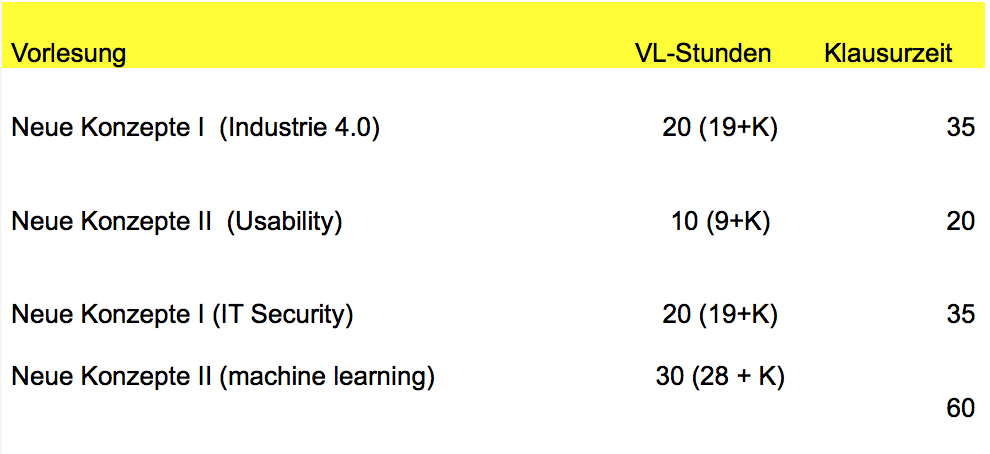 Vorlesung VL-Stunden Klausurzeit
Neue Konzepte I (Industrie 4.0) 20 (19+K) 35
Neue Konzepte II (Usability) 10 (9+K) 20
Neue Konzepte I (IT Security) 20 (19+K) 35
Neue Konzepte II (machine learning) 30 (28 + K)
60